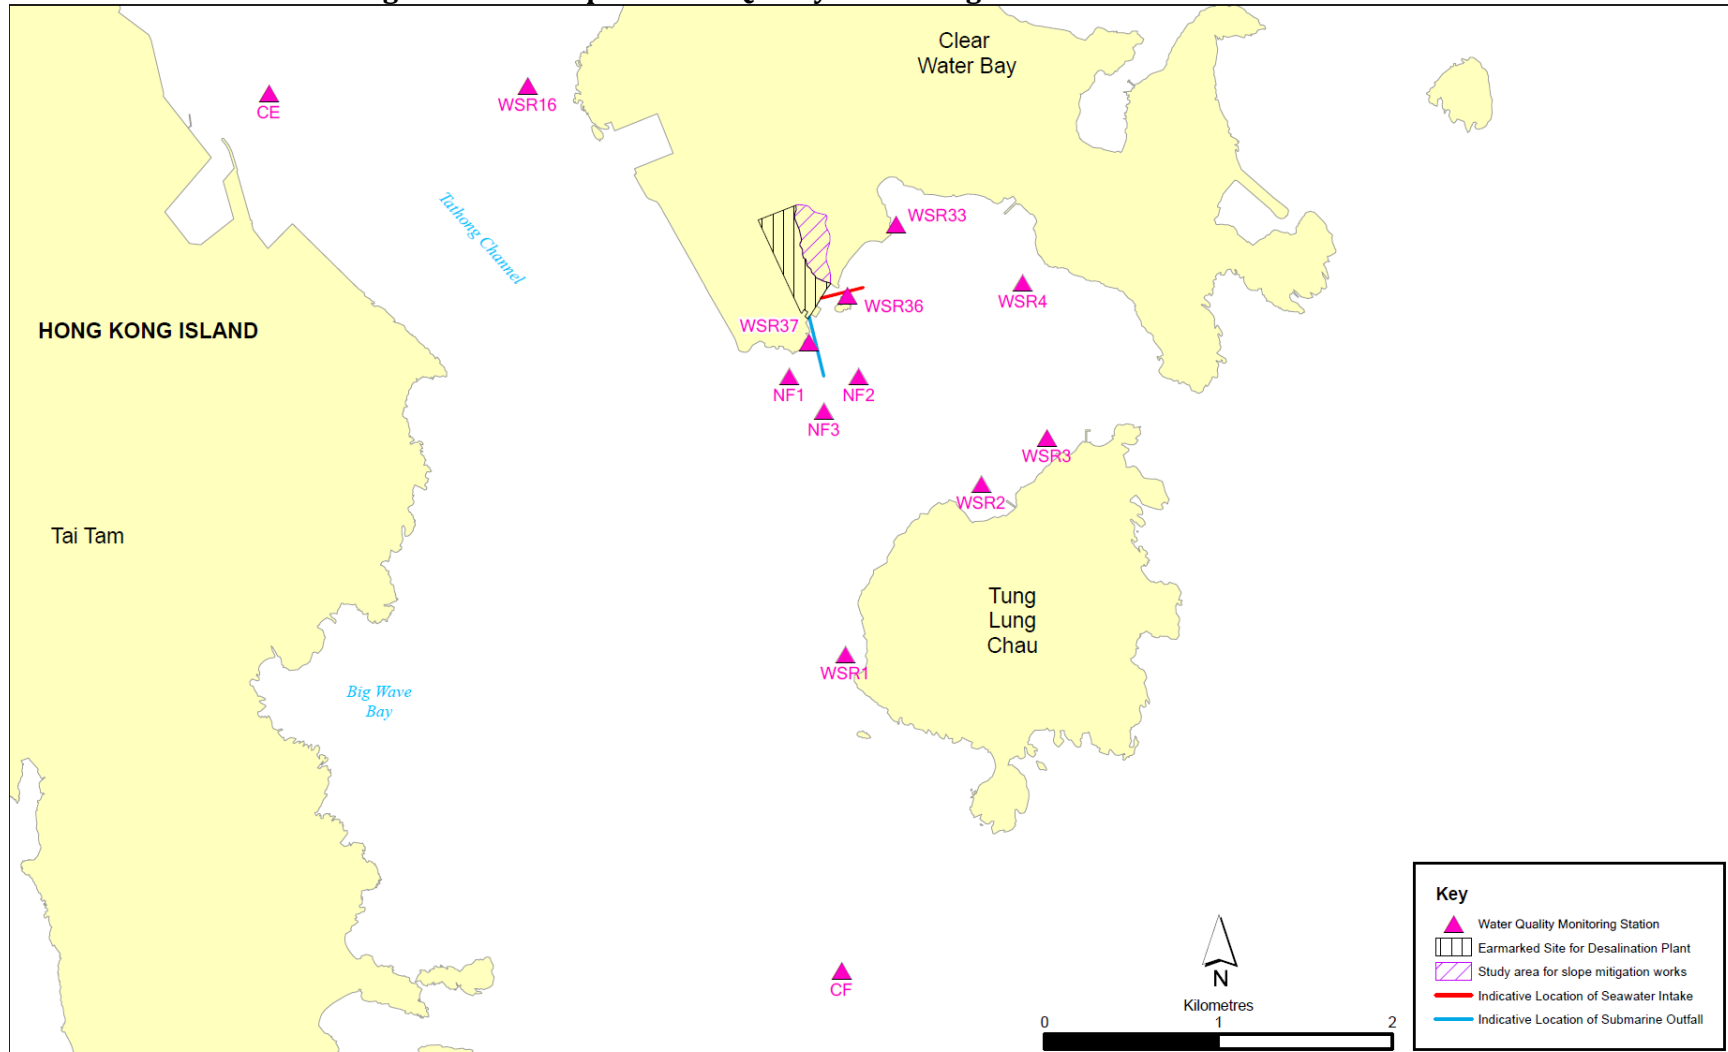 Clear
Water Bay
CE
WSR16
Tathong Channel
WSR33
WSR4
WSR36
HONG KONG ISLAND
WSR37
NF1
NF2
NF3
WSR3
WSR2
Tai Tam
Tung
Lung
Chau
WSR1
Big Wave
Bay
CF
N
Kilometres
0 1 2
Key
Water Quality Monitoring Station
Earmarked Site for Desalination Plant
Study area for slope mitigation works
Indicative Location of Seawater Intake
Indicative Location of Submarine Outfall